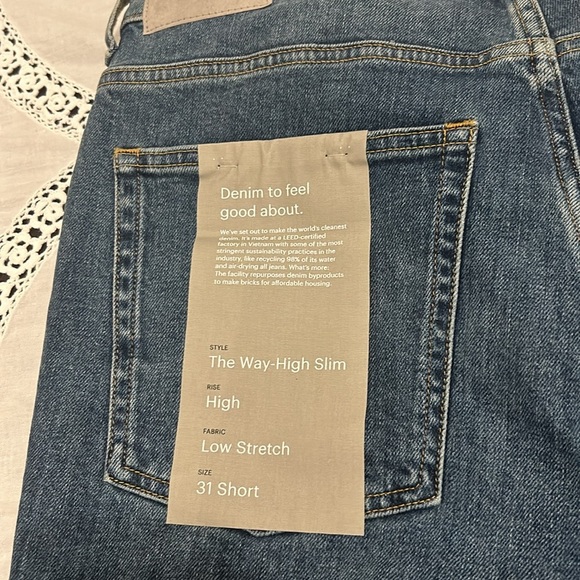 Denim to feel
good about.
We've set out to make the world's cleanest
denim. It's made at a LEED-certified
factory in Vietnam with some of the most
stringent sustainability practices in the
industry, like recycling 98% of its water
and air-drying all jeans. What's more:
The facility repurposes denim byproducts
to make bricks for affordable housing.
STYLE
The Way-High Slim
RISE
High
FABRIC
Low Stretch
SIZE
31 Short